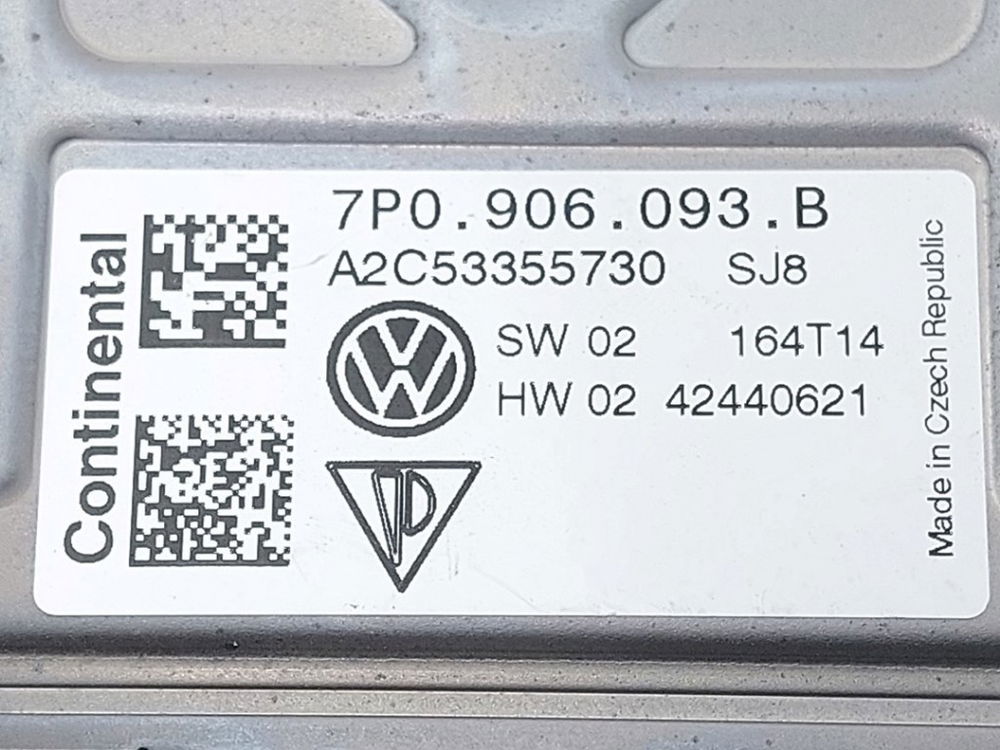 7P0.906.093.B
A2C53355730 SJ8
SW 02 164T14
HW 02 42440621
Continental
Made in Czech Republic